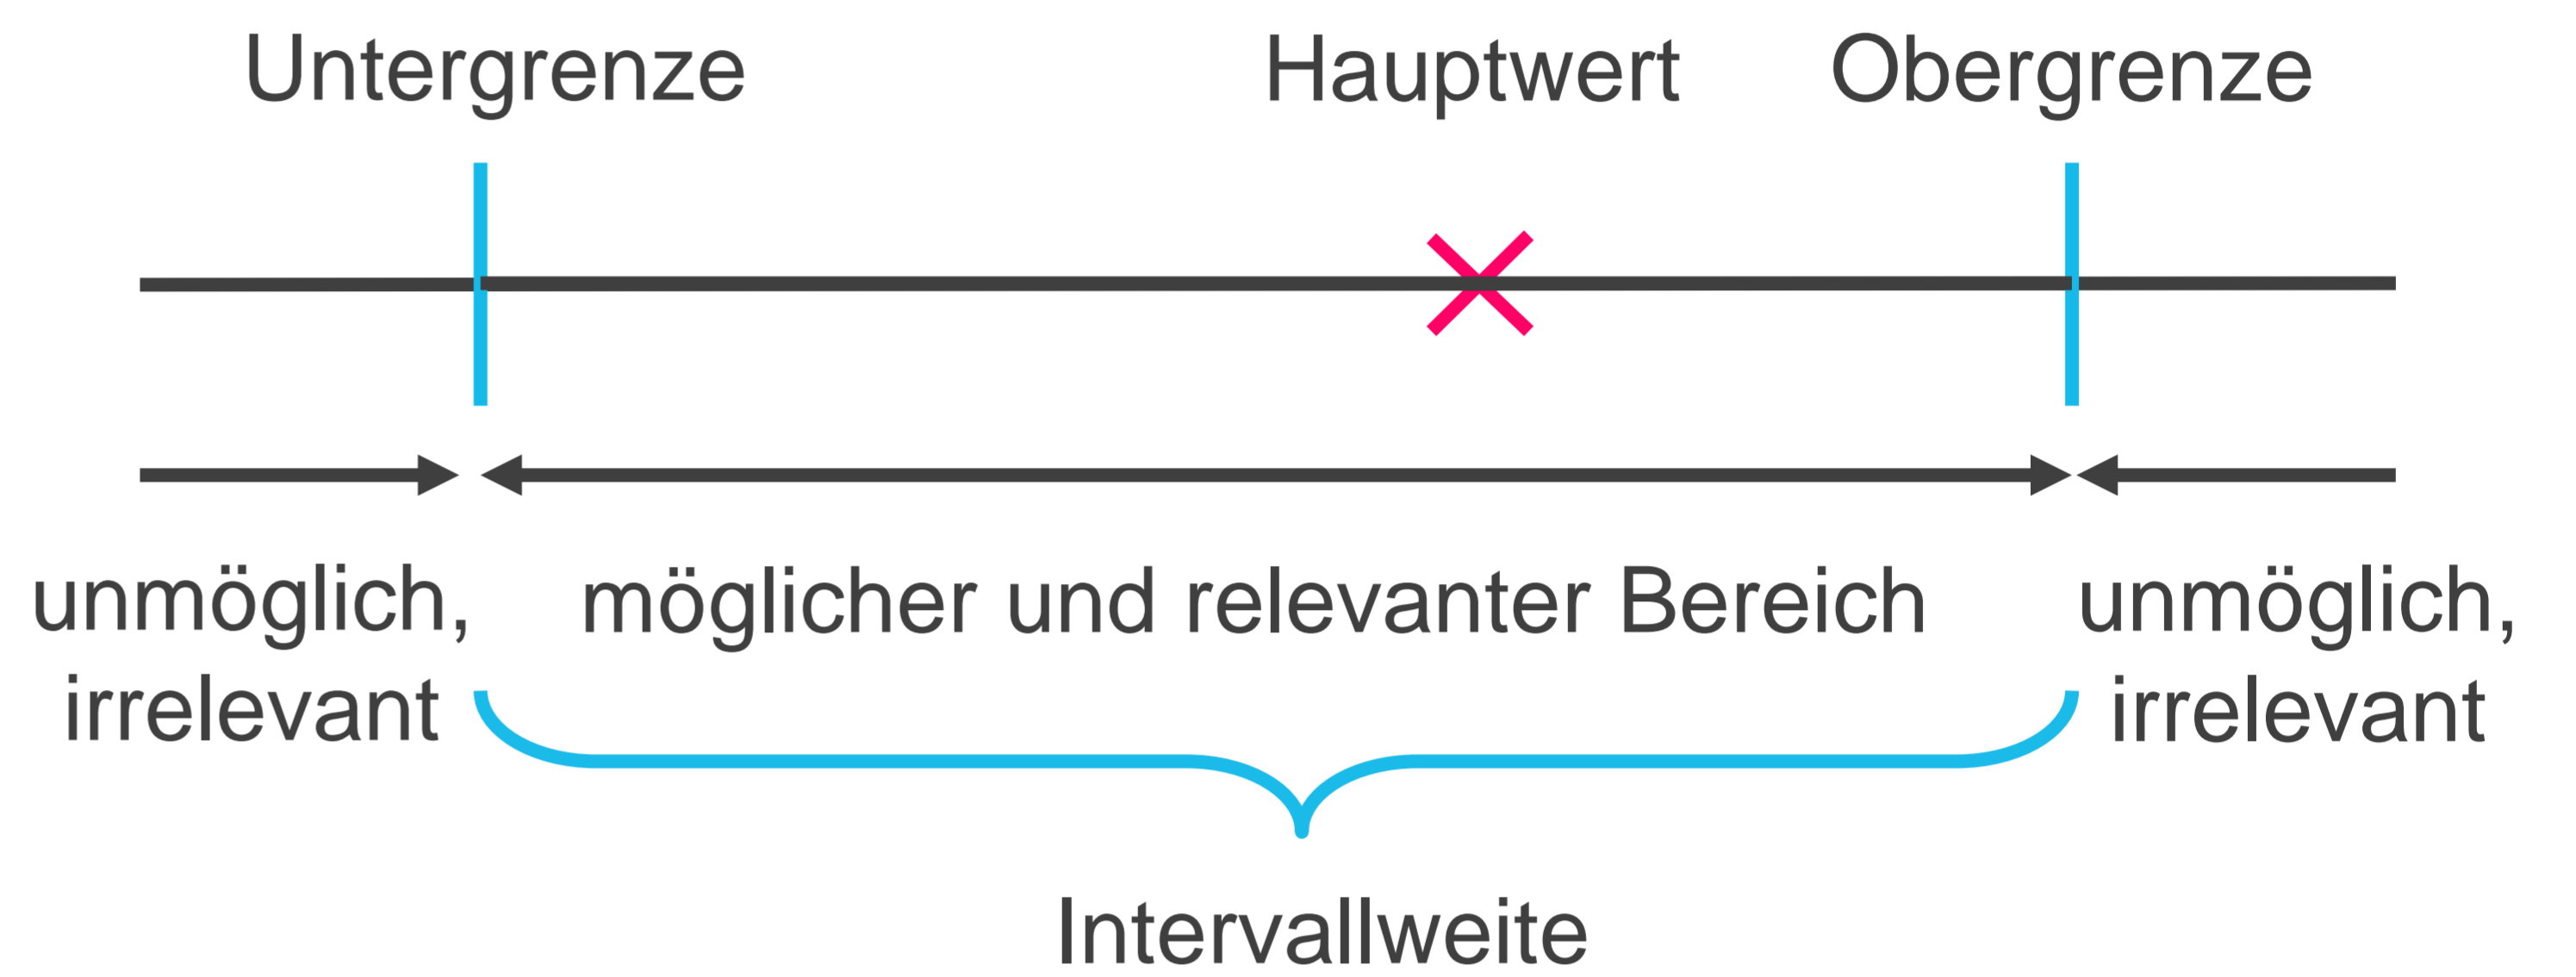 Untergrenze
Hauptwert
Obergrenze
unmöglich,
irrelevant
möglicher und relevanter Bereich
unmöglich,
irrelevant
Intervallweite